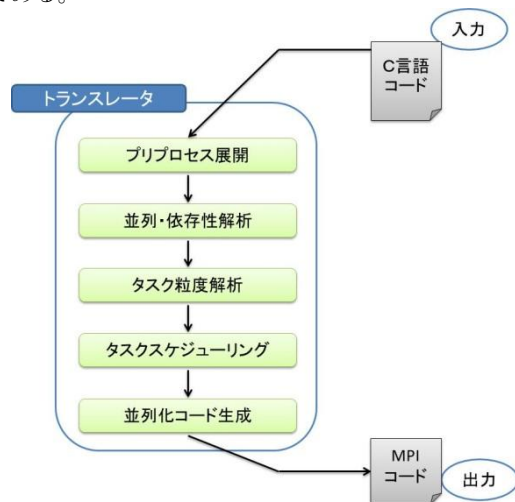 である。
入力
C言語
コード
トランスレータ
プリプロセス展開
並列・依存性解析
タスク粒度解析
タスクスケジューリング
並列化コード生成
MPI
コード
出力